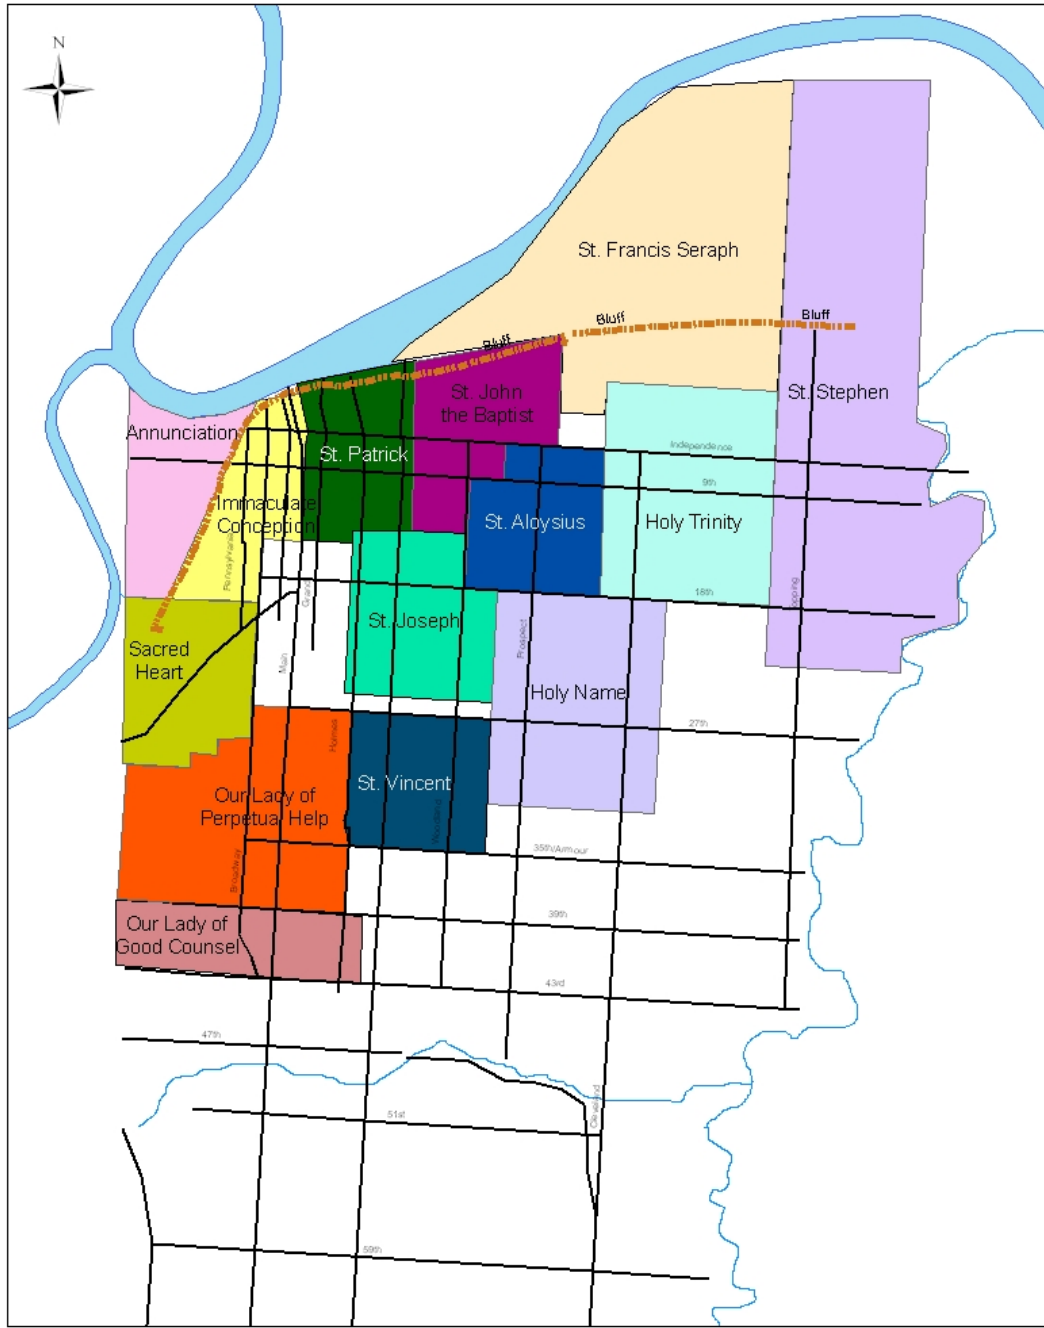 N
St. Francis Seraph
Bluff
Bluff
Bluff
St. John
the Baptist
St. Stephen
Annunciation
St. Patrick
Independence
9th
Immaculate
Conception
St. Aloysius
Holy Trinity
Pennsylvania
Grand
18th
St. Joseph
Prospect
Sacred
Heart
Main
Holy Name
27th
Holmes
St. Vincent
Our Lady of
Perpetual Help
Woodland
35th/Armour
Broadway
39th
Our Lady of
Good Counsel
43rd
47th
51st
Cleveland
59th